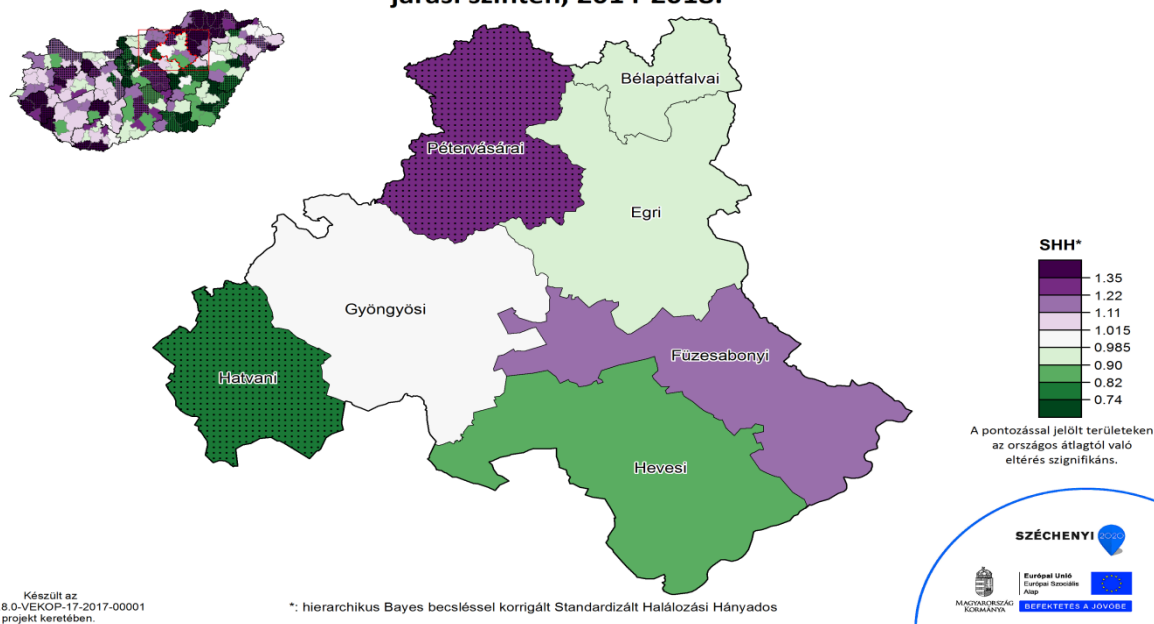 járási szinten, 2014-2018.
Bélapátfalvai
Pétervásárai
Egri
Gyöngyösi
Füzesabonyi
Hatvani
Hevesi
SHH*
1.35
1.22
1.11
1.015
0.985
0.90
0.82
0.74
A pontozással jelölt területeken
az országos átlagtól való
eltérés szignifikáns.
SZÉCHENYI 2020
MAGYARORSZÁG
KORMÁNYA
Európai Unió
Európai Szociális
Alap
BEFEKTETÉS A JÖVŐBE
Készült az
8.0-VEKOP-17-2017-00001
projekt keretében.
*: hierarchikus Bayes becsléssel korrigált Standardizált Halálozási Hányados